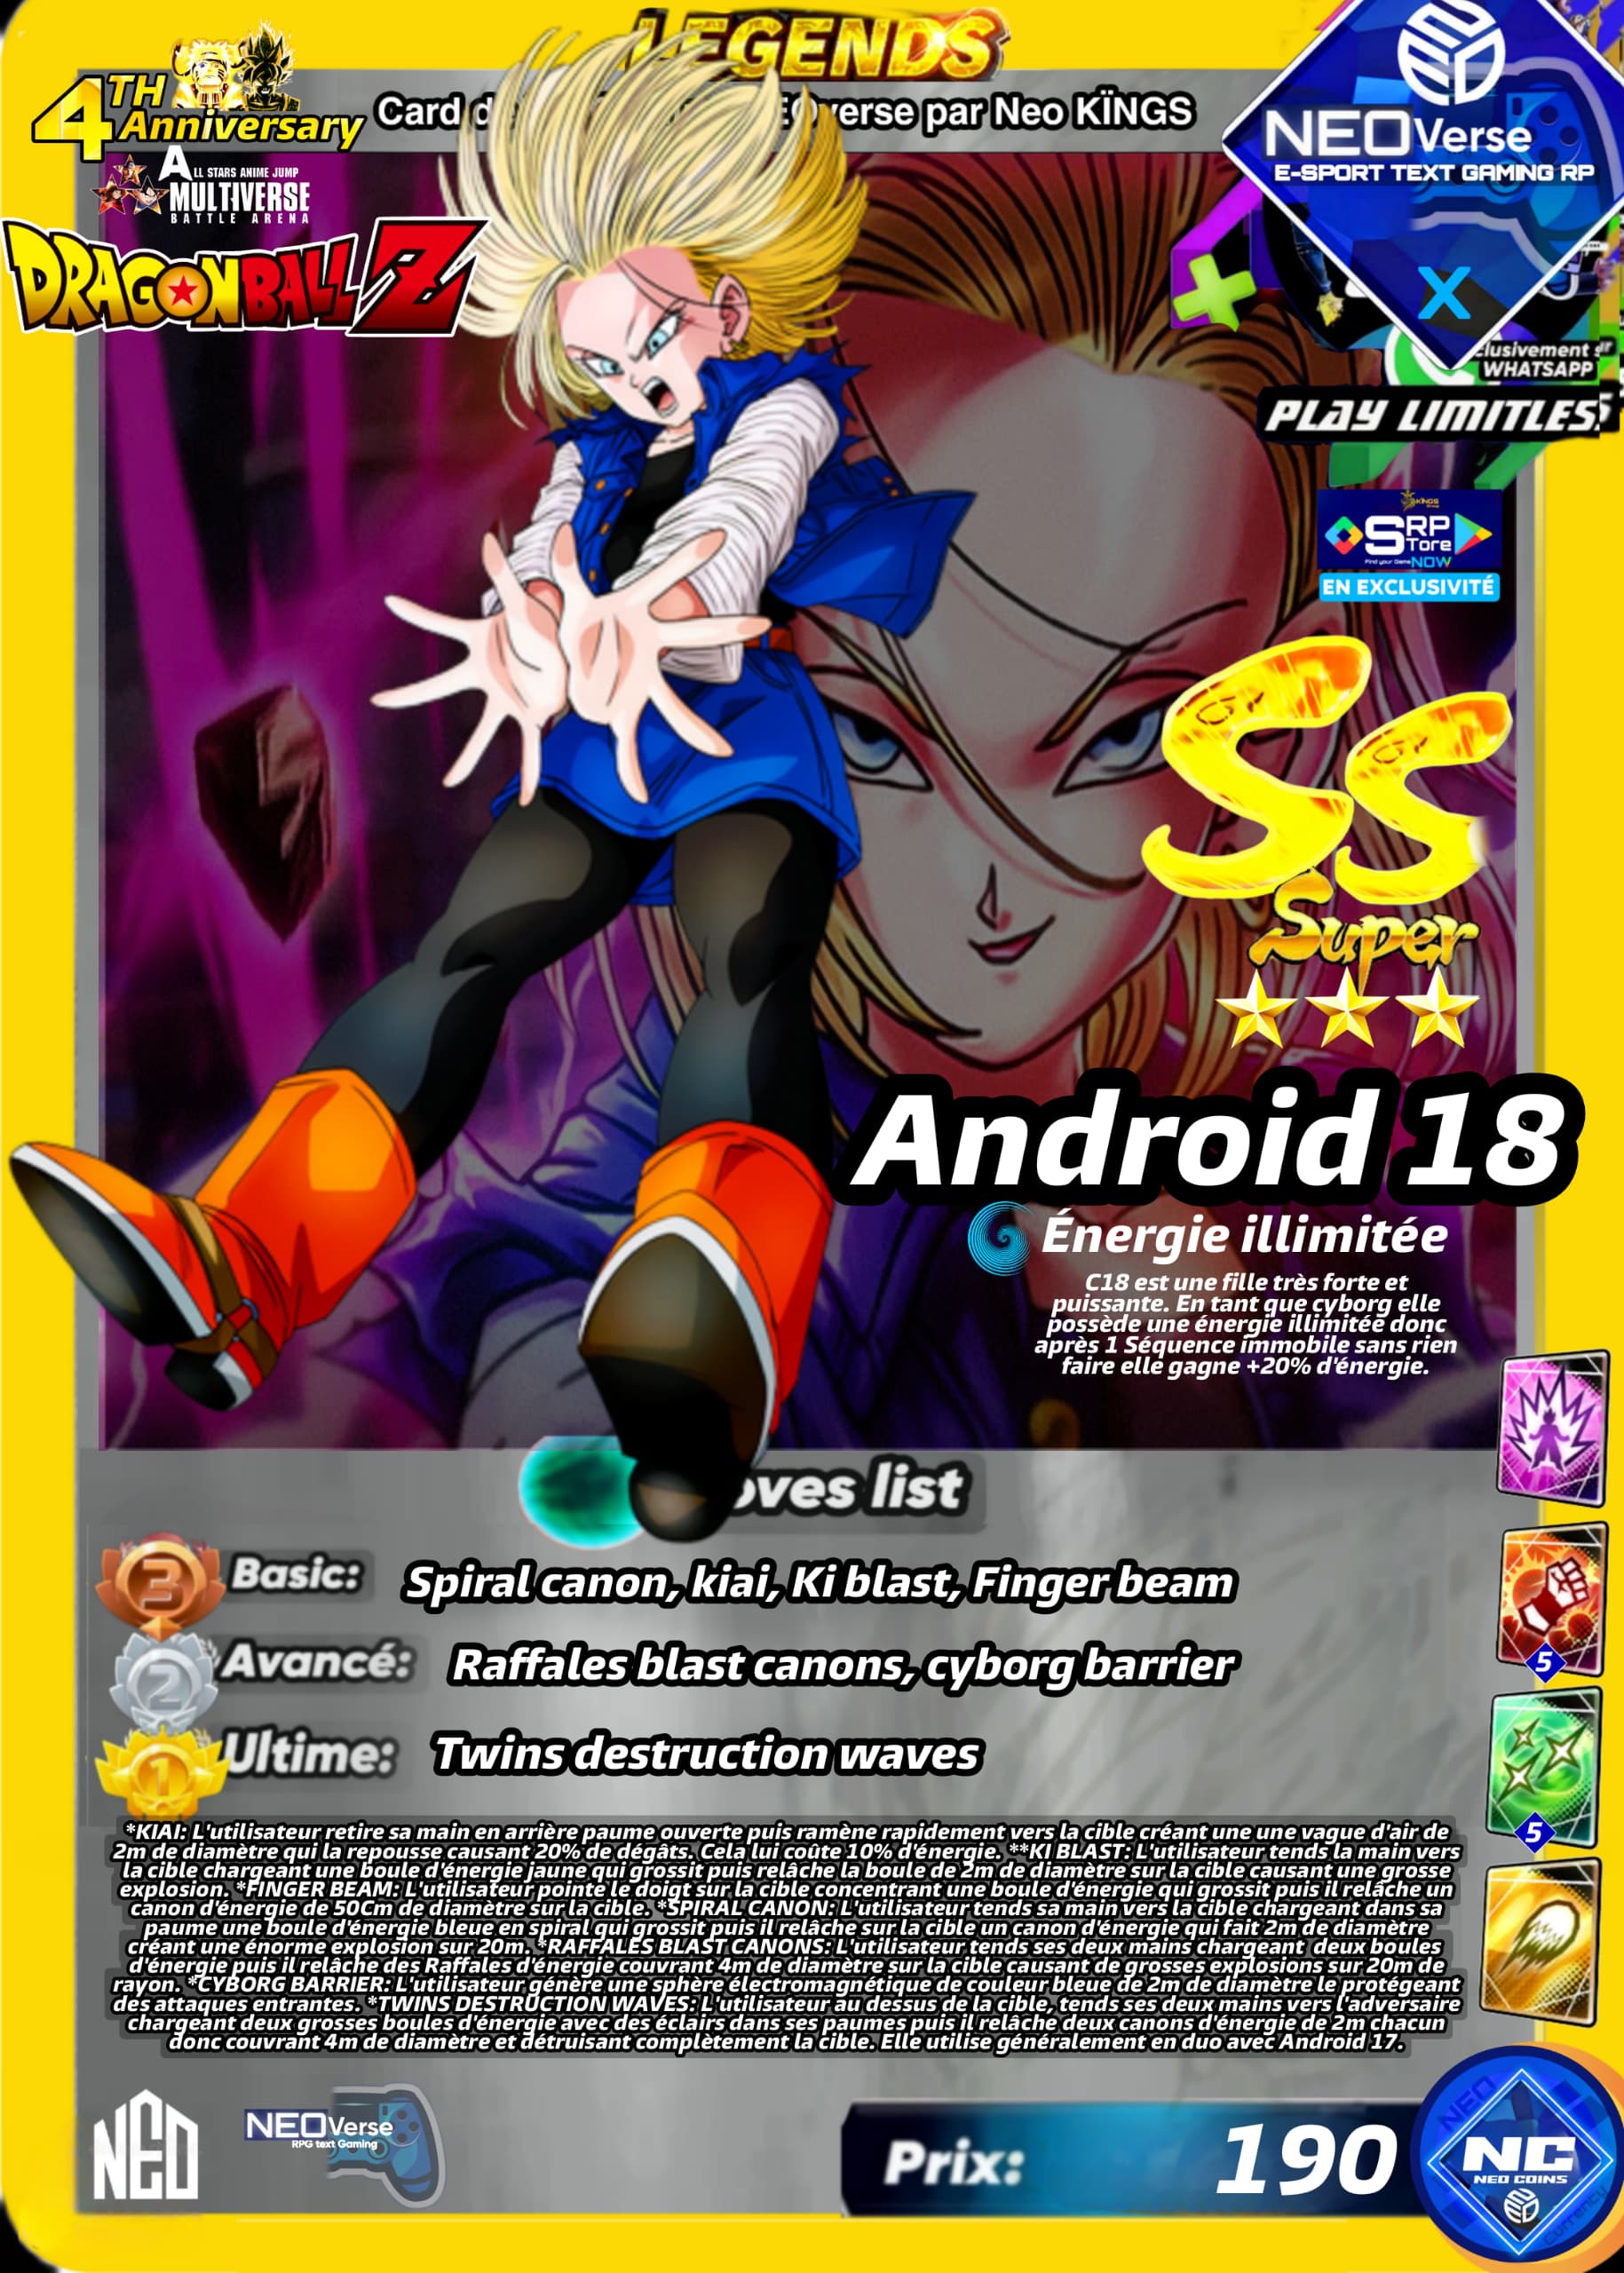 LEGENDS
4TH
Anniversary
Card d
verse par Neo KÏNGS
ALL STARS ANIME JUMP
MULTIVERSE
BATTLE ARENA
DRAGONBALL Z
NEOVerse
E-SPORT TEXT GAMING RP
X
clusivement sur
WHATSAPP
PLAY LIMITLES
KÏNGS
SRP
Tore
Find your Game NOW
EN EXCLUSIVITÉ
SS
Super
Android 18
Énergie illimitée
C18 est une fille très forte et
puissante. En tant que cyborg elle
possède une énergie illimitée donc
après 1 Séquence immobile sans rien
faire elle gagne +20% d'énergie.
oves list
3 Basic: Spiral canon, kiai, Ki blast, Finger beam
2 Avancé: Raffales blast canons, cyborg barrier
1 Ultime: Twins destruction waves
5
5
*KIAI: L'utilisateur retire sa main en arrière paume ouverte puis ramène rapidement vers la cible créant une une vague d'air de
2m de diamètre qui la repousse causant 20% de dégâts. Cela lui coûte 10% d'énergie. **KI BLAST: L'utilisateur tends la main vers
la cible chargeant une boule d'énergie jaune qui grossit puis relâche la boule de 2m de diamètre sur la cible causant une grosse
explosion. *FINGER BEAM: L'utilisateur pointe le doigt sur la cible concentrant une boule d'énergie qui grossit puis il relâche un
canon d'énergie de 50Cm de diamètre sur la cible. *SPIRAL CANON: L'utilisateur tends sa main vers la cible chargeant dans sa
paume une boule d'énergie bleue en spiral qui grossit puis il relâche sur la cible un canon d'énergie qui fait 2m de diamètre
créant une énorme explosion sur 20m. *RAFFALES BLAST CANONS: L'utilisateur tends ses deux mains chargeant deux boules
d'énergie puis il relâche des Raffales d'énergie couvrant 4m de diamètre sur la cible causant de grosses explosions sur 20m de
rayon. *CYBORG BARRIER: L'utilisateur génère une sphère électromagnétique de couleur bleue de 2m de diamètre le protégeant
des attaques entrantes. *TWINS DESTRUCTION WAVES: L'utilisateur au dessus de la cible, tends ses deux mains vers l'adversaire
chargeant deux grosses boules d'énergie avec des éclairs dans ses paumes puis il relâche deux canons d'énergie de 2m chacun
donc couvrant 4m de diamètre et détruisant complètement la cible. Elle utilise généralement en duo avec Android 17.
NEO
NEOVerse
RPG text Gaming
Prix: 190
NC
NEO COINS